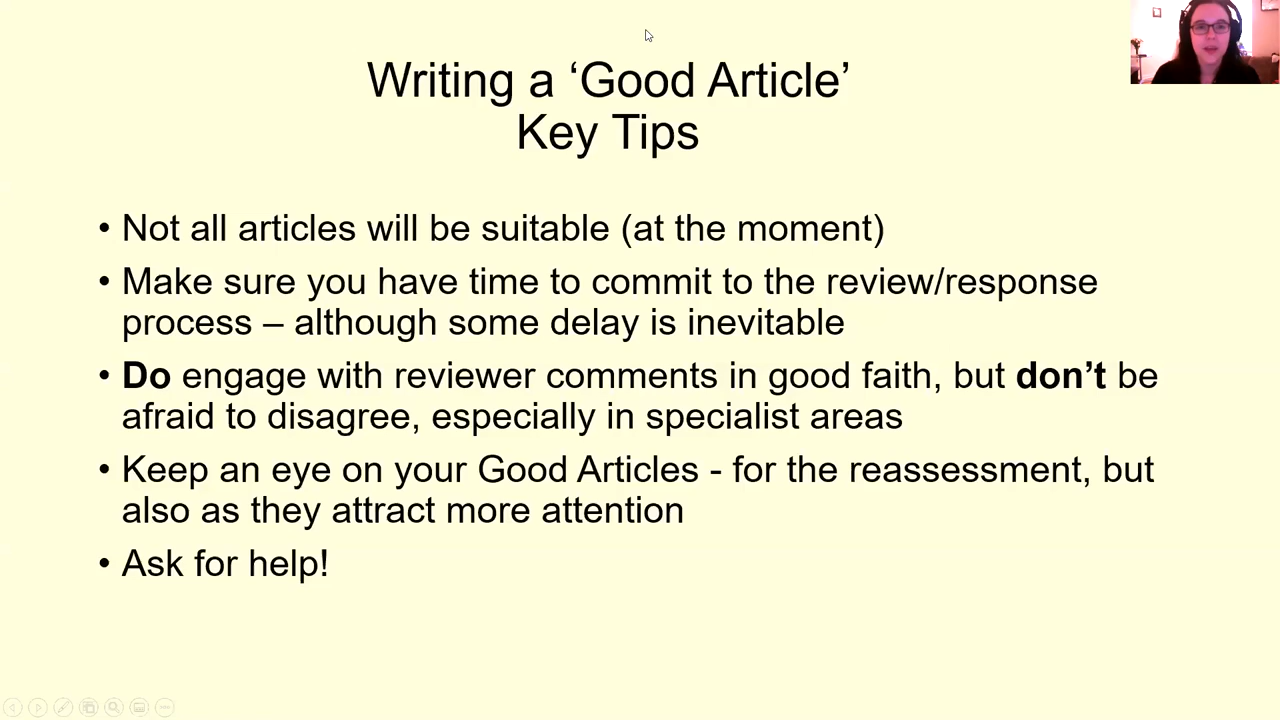 Writing a ‘Good Article’
Key Tips
• Not all articles will be suitable (at the moment)
• Make sure you have time to commit to the review/response
process – although some delay is inevitable
• Do engage with reviewer comments in good faith, but don’t be
afraid to disagree, especially in specialist areas
• Keep an eye on your Good Articles - for the reassessment, but
also as they attract more attention
• Ask for help!